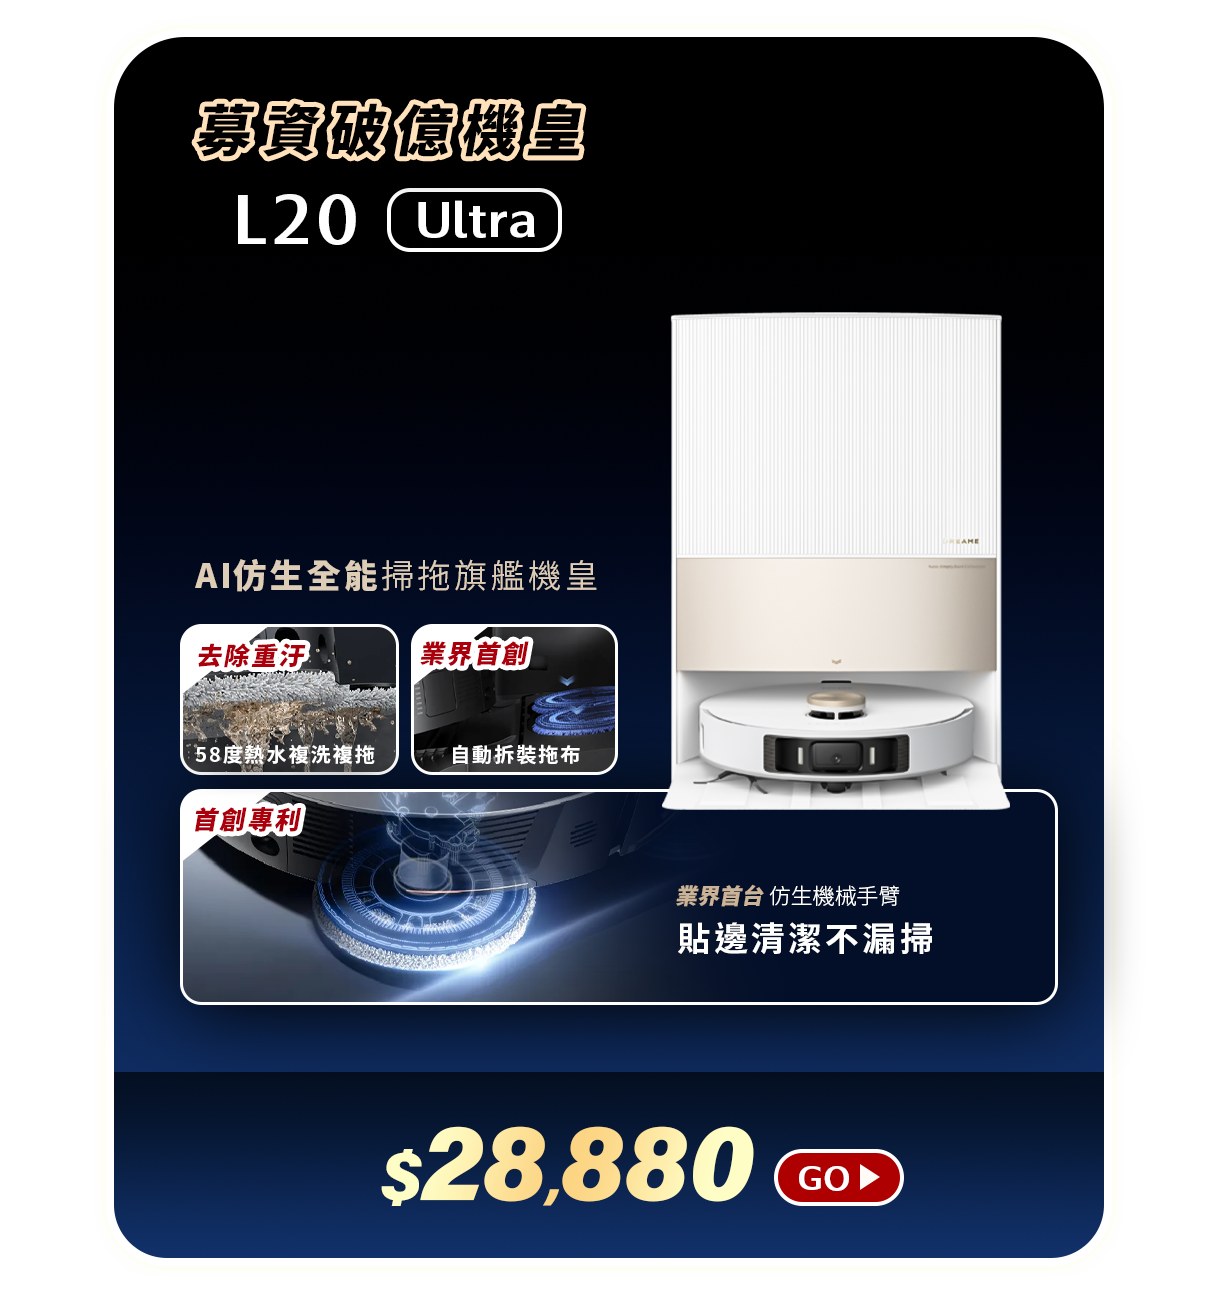 募資破億機皇
L20 Ultra
DREAME
AI仿生全能掃拖旗艦機皇
去除重汙
58度熱水複洗複拖
業界首創
自動拆裝拖布
首創專利
業界首台 仿生機械手臂
貼邊清潔不漏掃
$28,880 GO